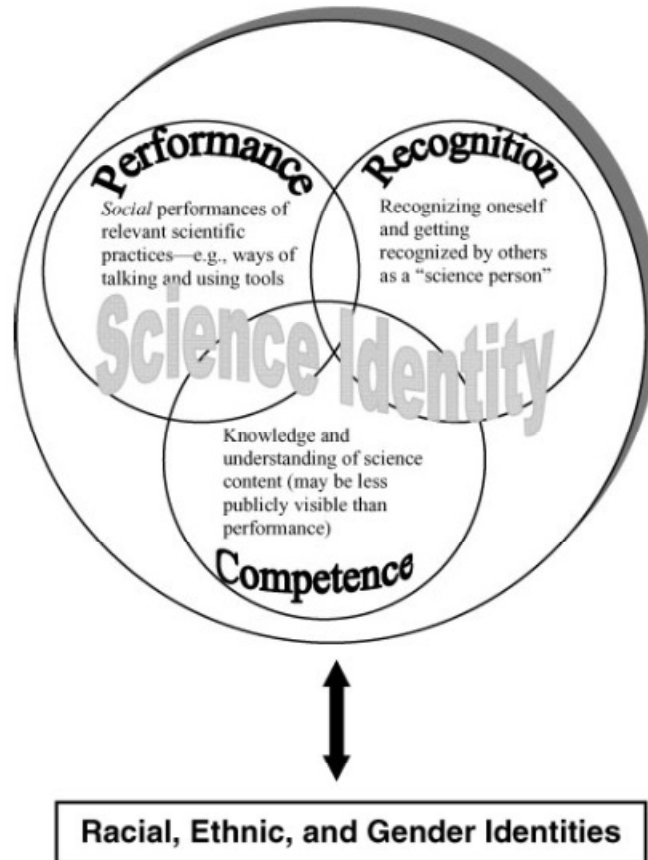 Performance
Social performances of
relevant scientific
practices—e.g., ways of
talking and using tools
Recognition
Recognizing oneself
and getting
recognized by others
as a “science person”
Science Identity
Knowledge and
understanding of science
content (may be less
publicly visible than
performance)
Competence
Racial, Ethnic, and Gender Identities